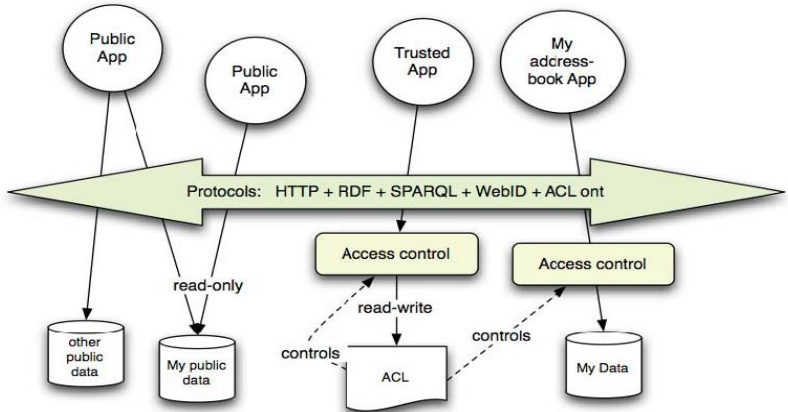 Public
App
Public
App
Trusted
App
My
address-
book App
Protocols: HTTP + RDF + SPARQL + WebID + ACL ont
Access control
Access control
read-only
read-write
controls
controls
other
public
data
My public
data
ACL
My Data